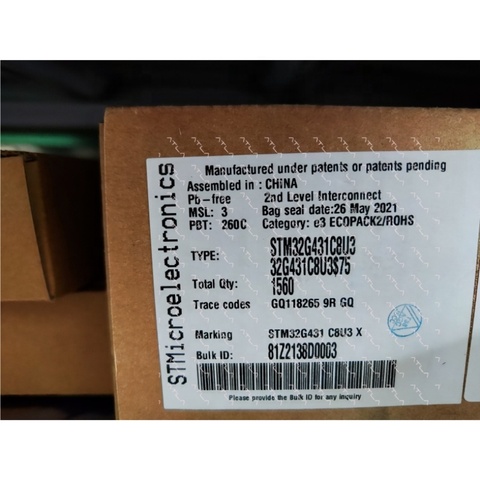 STMicroelectronics
Manufactured under patents or patents pending
Assembled in : CHINA
Pb-free 2nd Level Interconnect
MSL: 3 Bag seal date:26 May 2021
PBT: 260C Category: e3 ECOPACK2/ROHS
TYPE: STM32G431C8U3
32G431C8U3$75
Total Qty: 1560
Trace codes GQ118265 9R GQ
Marking STM32G431 C8U3 X
Bulk ID: 81Z2138D0003
Please provide the Bulk ID for any inquiry